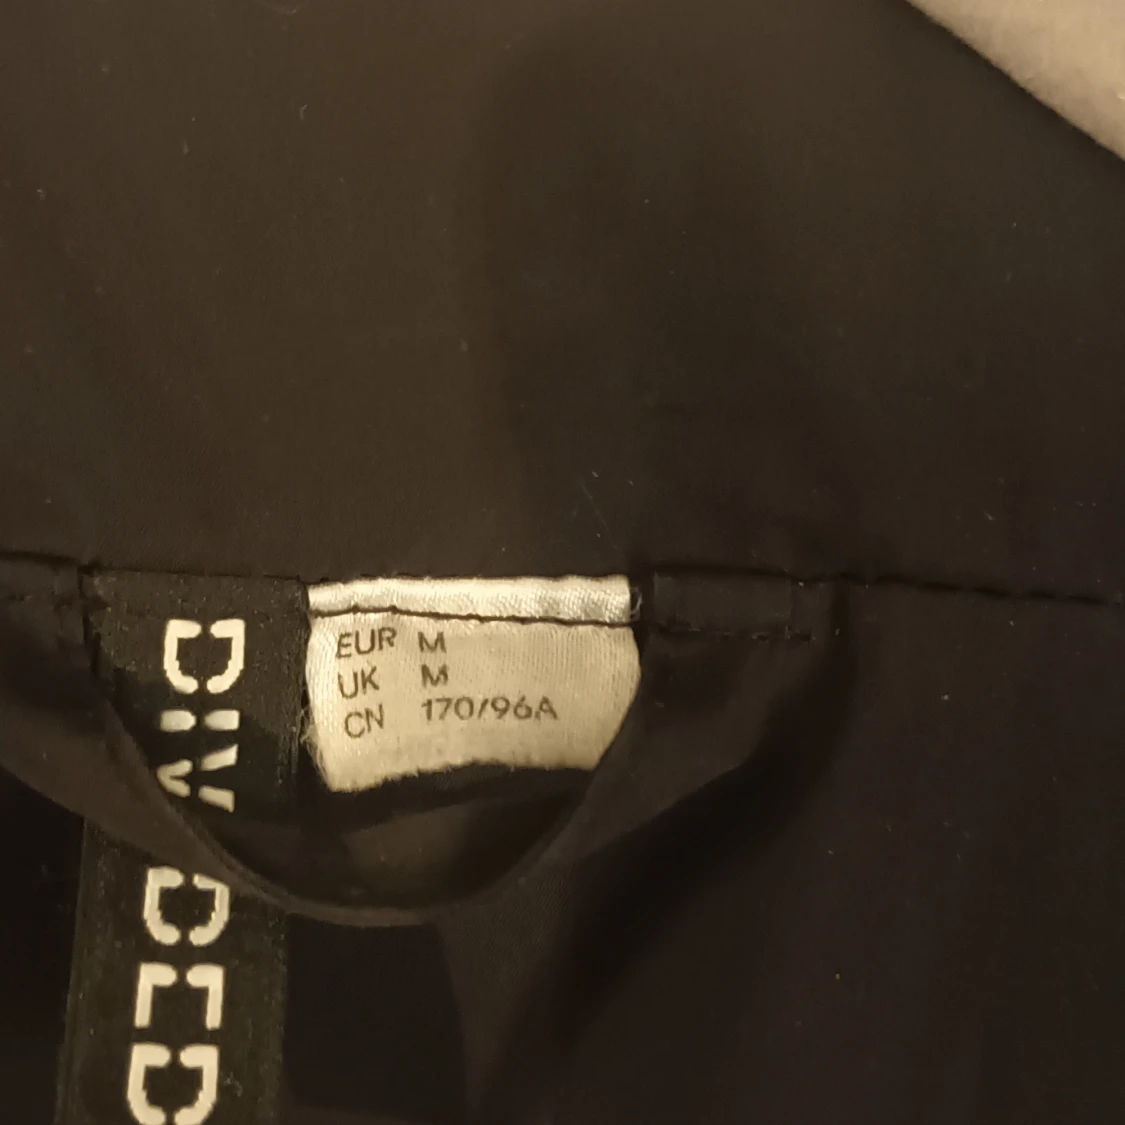 DIVIDED
EUR M
UK M
CN 170/96A